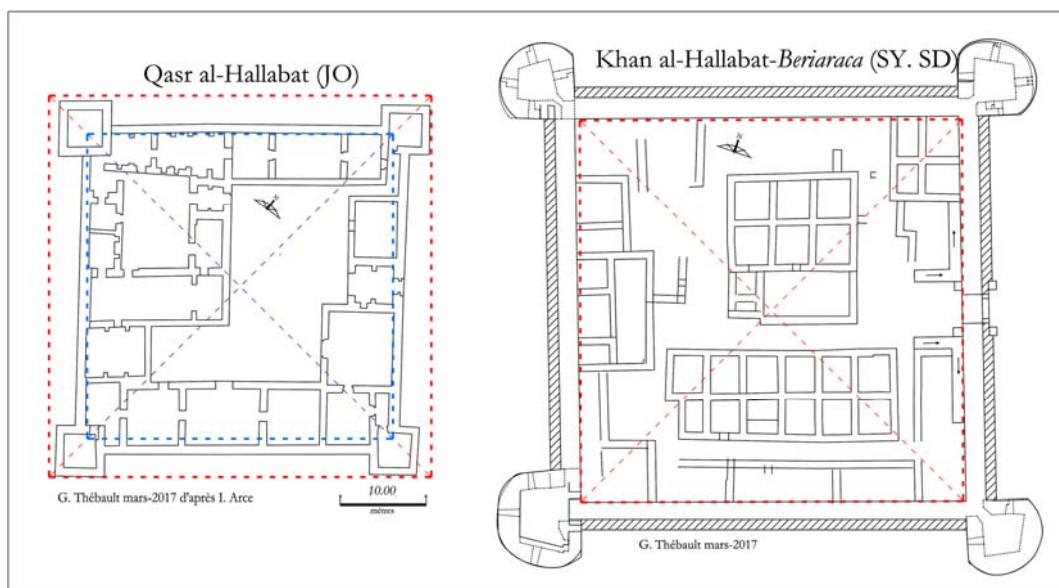 Qasr al-Hallabat (JO)
Khan al-Hallabat-Beriaraca (SY. SD)
N
N
G. Thébault mars-2017 d'après I. Arce
10.00
mètres
G. Thébault mars-2017